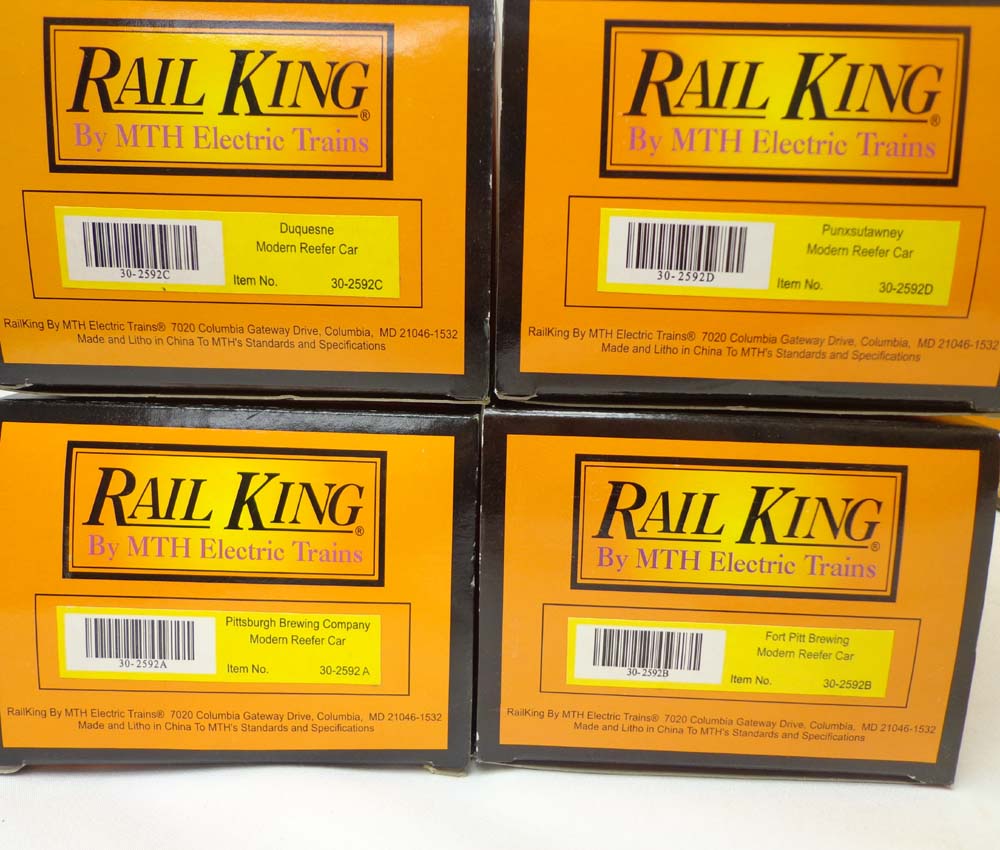 RAIL KING®
By MTH Electric Trains
30-2592C
Duquesne
Modern Reefer Car
Item No. 30-2592C
RailKing By MTH Electric Trains® 7020 Columbia Gateway Drive, Columbia, MD 21046-1532
Made and Litho in China To MTH's Standards and Specifications
RAIL KING®
By MTH Electric Trains
30-2592D
Punxsutawney
Modern Reefer Car
Item No. 30-2592D
RailKing By MTH Electric Trains® 7020 Columbia Gateway Drive, Columbia, MD 21046-1532
Made and Litho in China To MTH's Standards and Specifications
RAIL KING®
By MTH Electric Trains
30-2592A
Pittsburgh Brewing Company
Modern Reefer Car
Item No. 30-2592 A
RailKing By MTH Electric Trains® 7020 Columbia Gateway Drive, Columbia, MD 21046-1532
Made and Litho in China To MTH's Standards and Specifications
RAIL KING®
By MTH Electric Trains
30-2592B
Fort Pitt Brewing
Modern Reefer Car
Item No. 30-2592B
RailKing By MTH Electric Trains® 7020 Columbia Gateway Drive, Columbia, MD 21046-1532
Made and Litho in China To MTH's Standards and Specifications